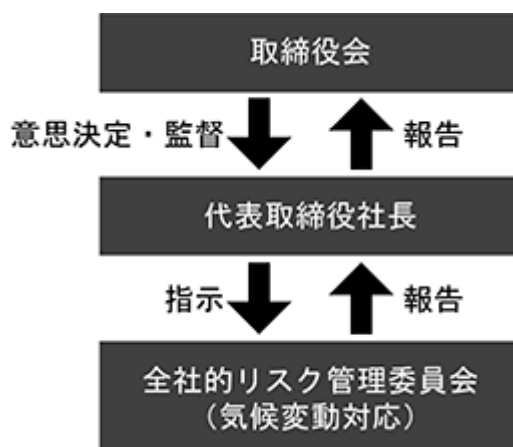 取締役会
意思決定・監督
報告
代表取締役社長
指示
報告
全社的リスク管理委員会
（気候変動対応）